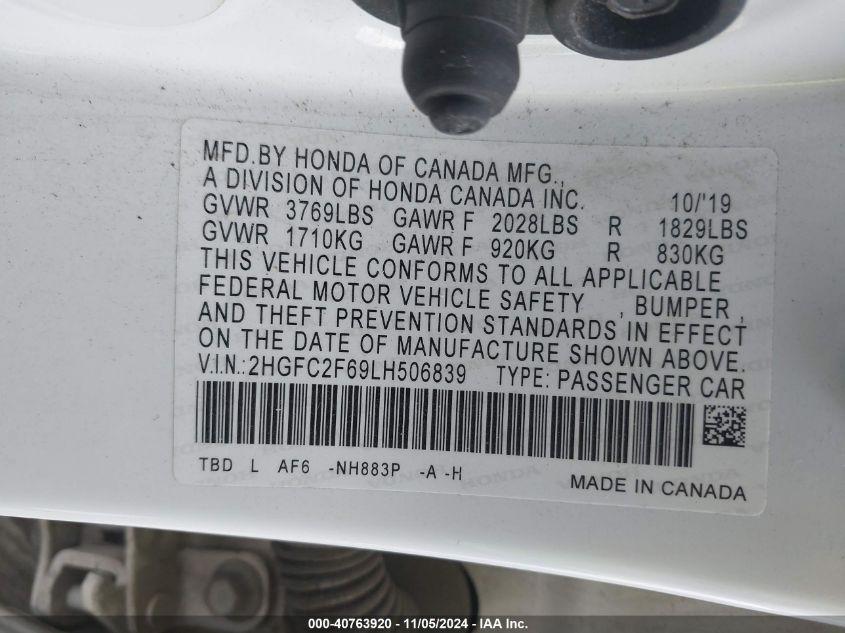 MFD.BY HONDA OF CANADA MFG.,
A DIVISION OF HONDA CANADA INC. 10/'19
GVWR 3769LBS GAWR F 2028LBS R 1829LBS
GVWR 1710KG GAWR F 920KG R 830KG
THIS VEHICLE CONFORMS TO ALL APPLICABLE
FEDERAL MOTOR VEHICLE SAFETY , BUMPER ,
AND THEFT PREVENTION STANDARDS IN EFFECT
ON THE DATE OF MANUFACTURE SHOWN ABOVE.
V.I.N.:2HGFC2F69LH506839 TYPE: PASSENGER CAR
TBD L AF6 -NH883P -A -H
MADE IN CANADA
000-40763920 - 11/05/2024 - IAA Inc.